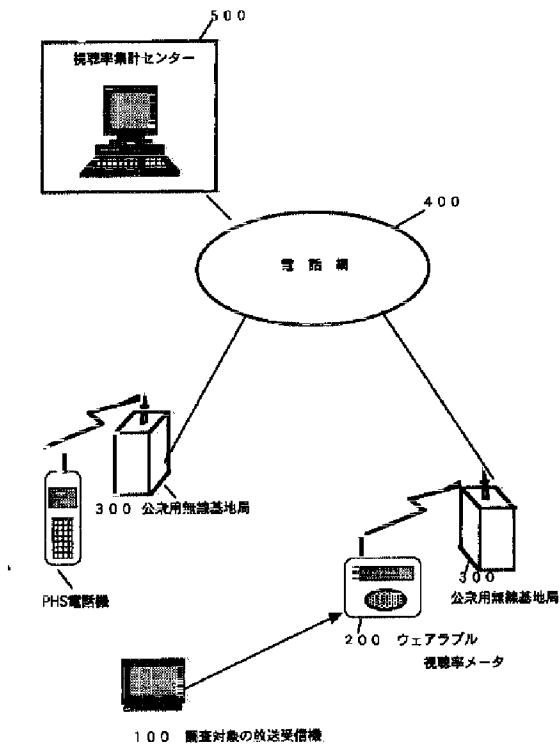 500
視聴率集計センター
400
電話網
300 公衆用無線基地局
PHS電話機
300
公衆用無線基地局
200 ウェアラブル
視聴率メータ
100 調査対象の放送受信機